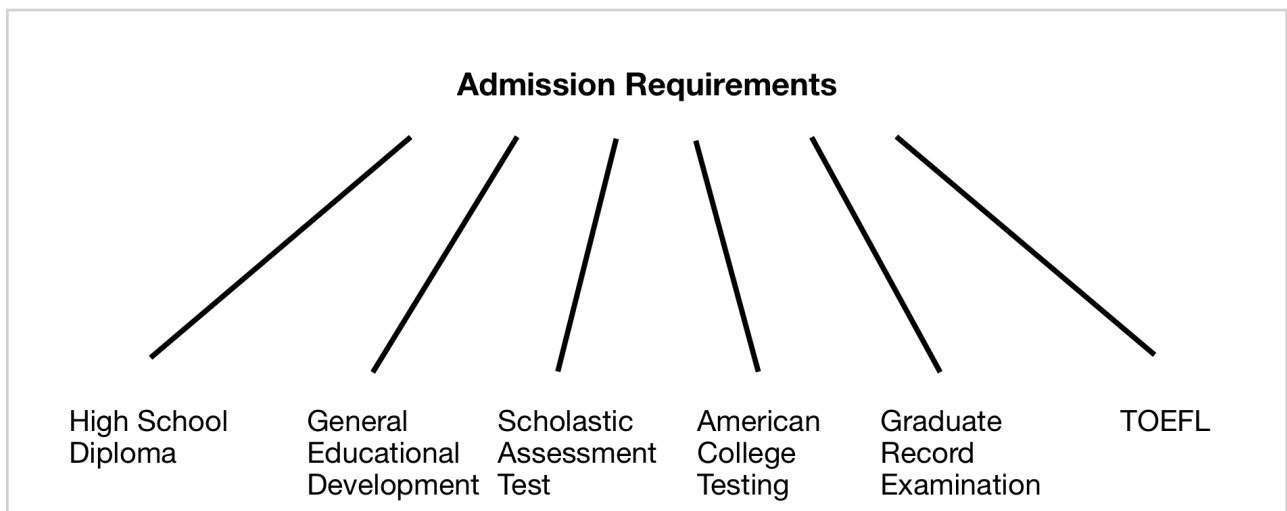 Admission Requirements
High School
Diploma
General
Educational
Development
Scholastic
Assessment
Test
American
College
Testing
Graduate
Record
Examination
TOEFL